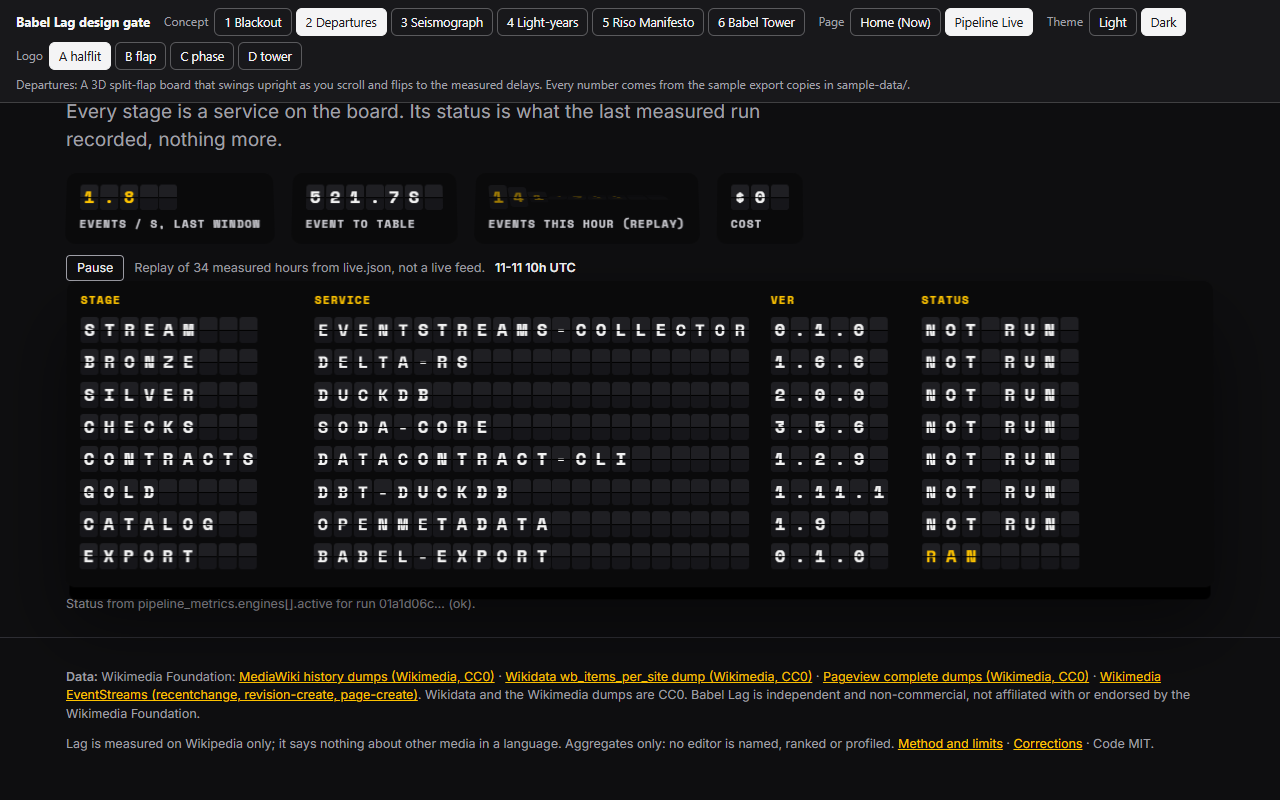 Babel Lag design gate Concept 1 Blackout 2 Departures 3 Seismograph 4 Light-years 5 Riso Manifesto 6 Babel Tower Page Home (Now) Pipeline Live Theme Light Dark
Logo A halflit B flap C phase D tower
Departures: A 3D split-flap board that swings upright as you scroll and flips to the measured delays. Every number comes from the sample export copies in sample-data/.
Every stage is a service on the board. Its status is what the last measured run
recorded, nothing more.
1.8 521.7S $0
EVENTS / S, LAST WINDOW EVENT TO TABLE EVENTS THIS HOUR (REPLAY) COST
Pause Replay of 34 measured hours from live.json, not a live feed. 11-11 10h UTC
STAGE SERVICE VER STATUS
STREAM EVENTSTREAMS-COLLECTOR 0.1.0 NOT RUN
BRONZE DELTA-RS 1.6.6 NOT RUN
SILVER DUCKDB 2.0.0 NOT RUN
CHECKS SODA-CORE 3.5.6 NOT RUN
CONTRACTS DATACONTRACT-CLI 1.2.9 NOT RUN
GOLD DBT-DUCKDB 1.11.1 NOT RUN
CATALOG OPENMETADATA 1.9 NOT RUN
EXPORT BABEL-EXPORT 0.1.0 RAN
Status from pipeline_metrics.engines[].active for run 01a1d06c... (ok).
Data: Wikimedia Foundation: MediaWiki history dumps (Wikimedia, CC0) · Wikidata wb_items_per_site dump (Wikimedia, CC0) · Pageview complete dumps (Wikimedia, CC0) · Wikimedia
EventStreams (recentchange, revision-create, page-create). Wikidata and the Wikimedia dumps are CC0. Babel Lag is independent and non-commercial, not affiliated with or endorsed by the
Wikimedia Foundation.
Lag is measured on Wikipedia only; it says nothing about other media in a language. Aggregates only: no editor is named, ranked or profiled. Method and limits · Corrections · Code MIT.